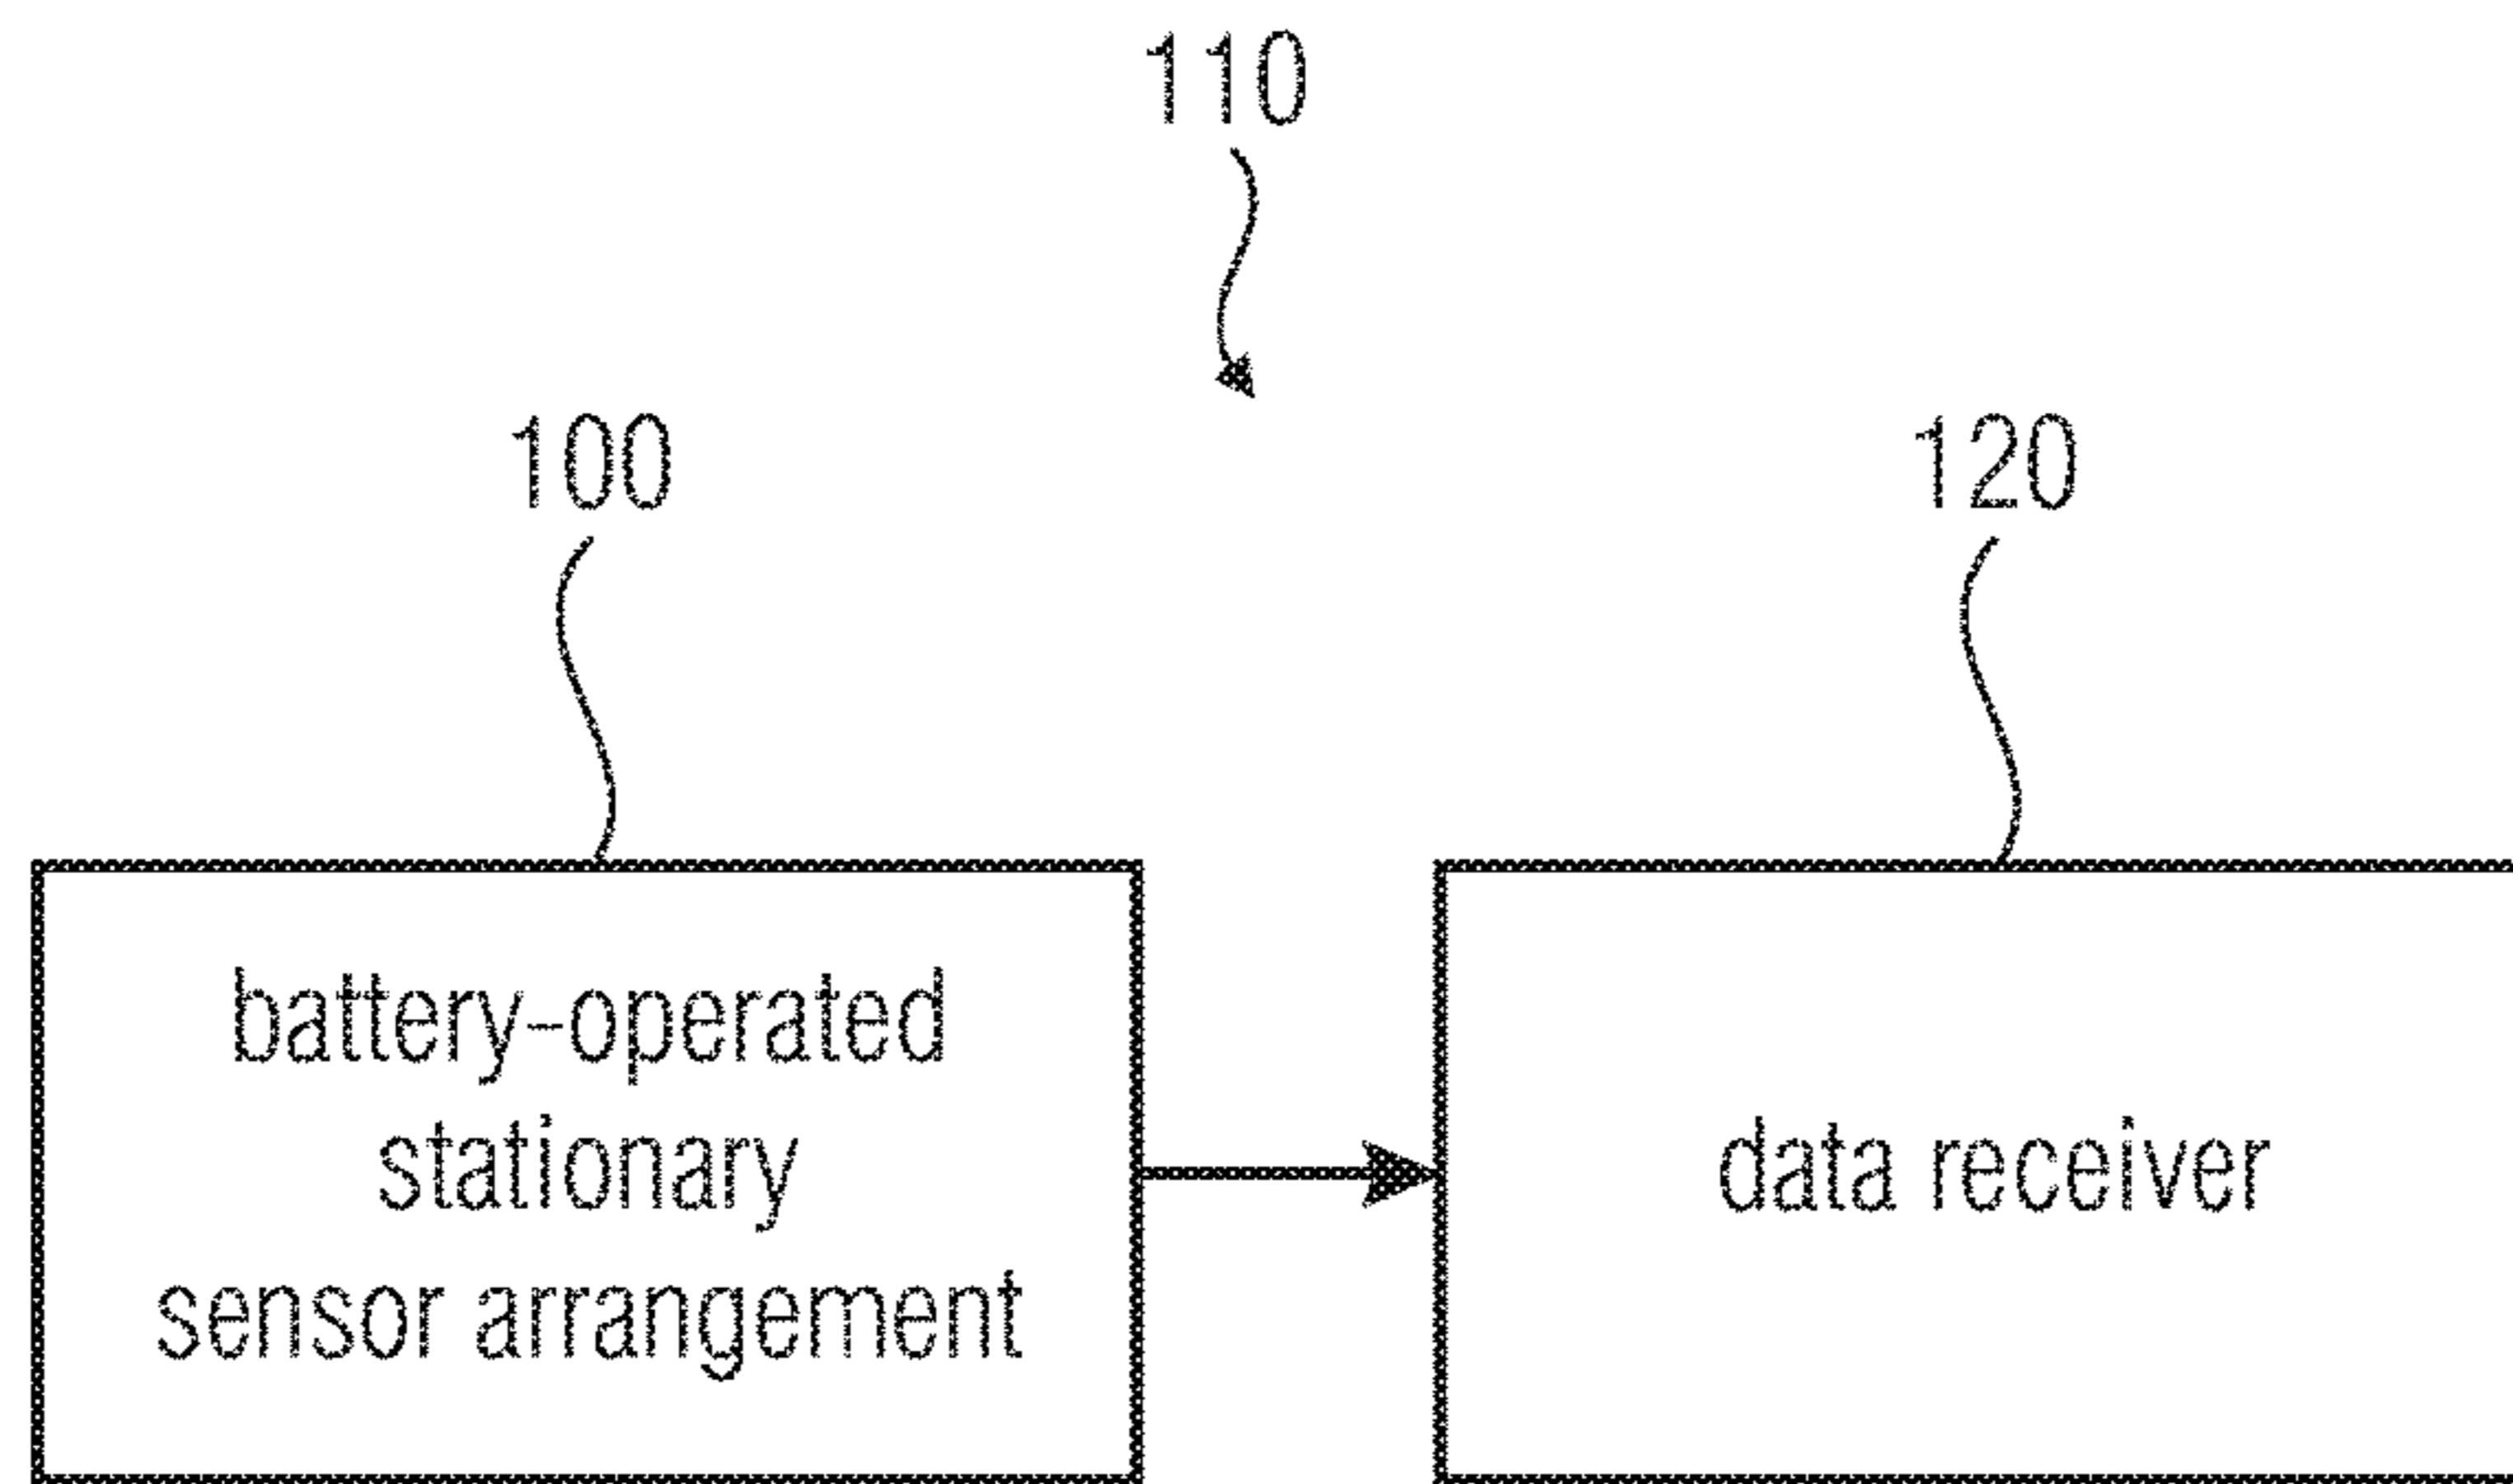 110
100
120
battery-operated
stationary
sensor arrangement
data receiver